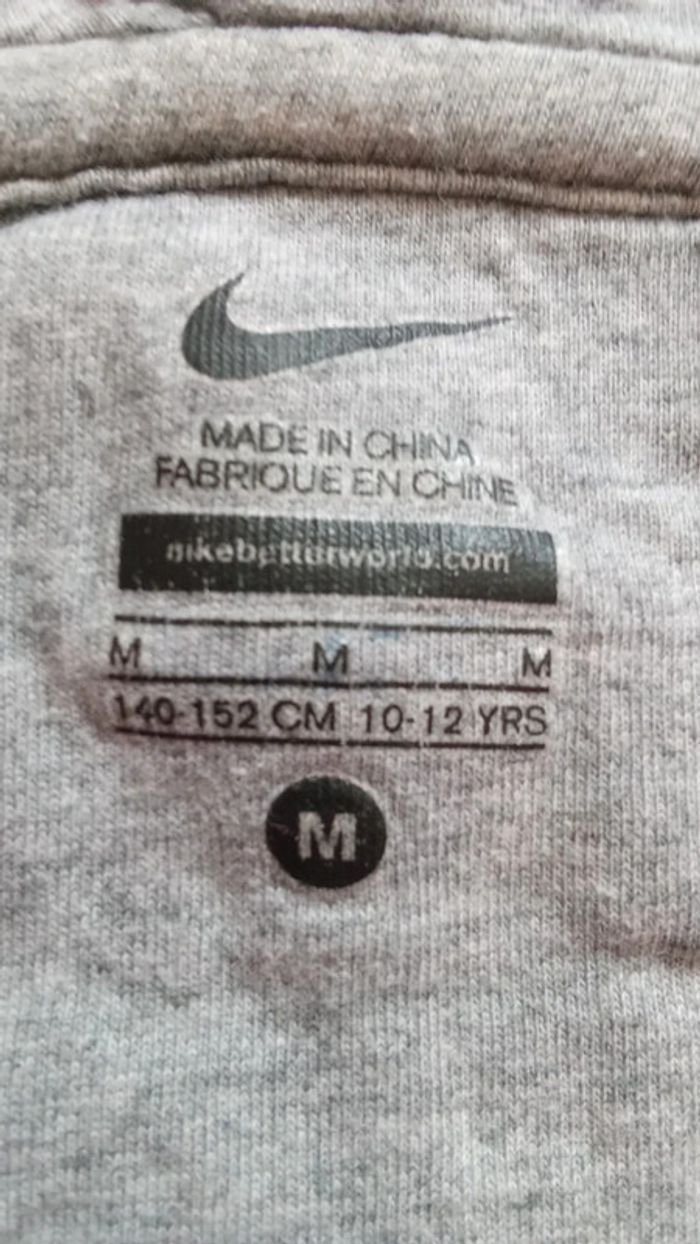 MADE IN CHINA
FABRIQUE EN CHINE
nikebetterworld.com
M M M
140-152 CM 10-12 YRS
M